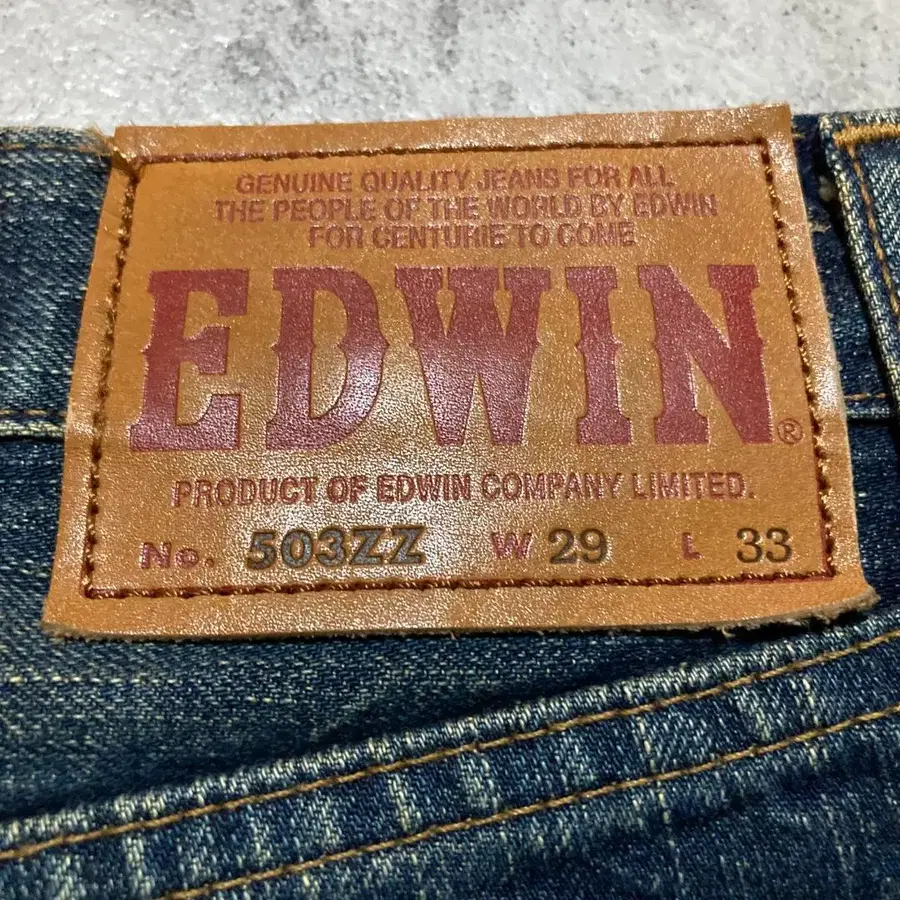 GENUINE QUALITY JEANS FOR ALL
THE PEOPLE OF THE WORLD BY EDWIN
FOR CENTURIE TO COME
EDWIN®
PRODUCT OF EDWIN COMPANY LIMITED.
No. 503ZZ W 29 L 33